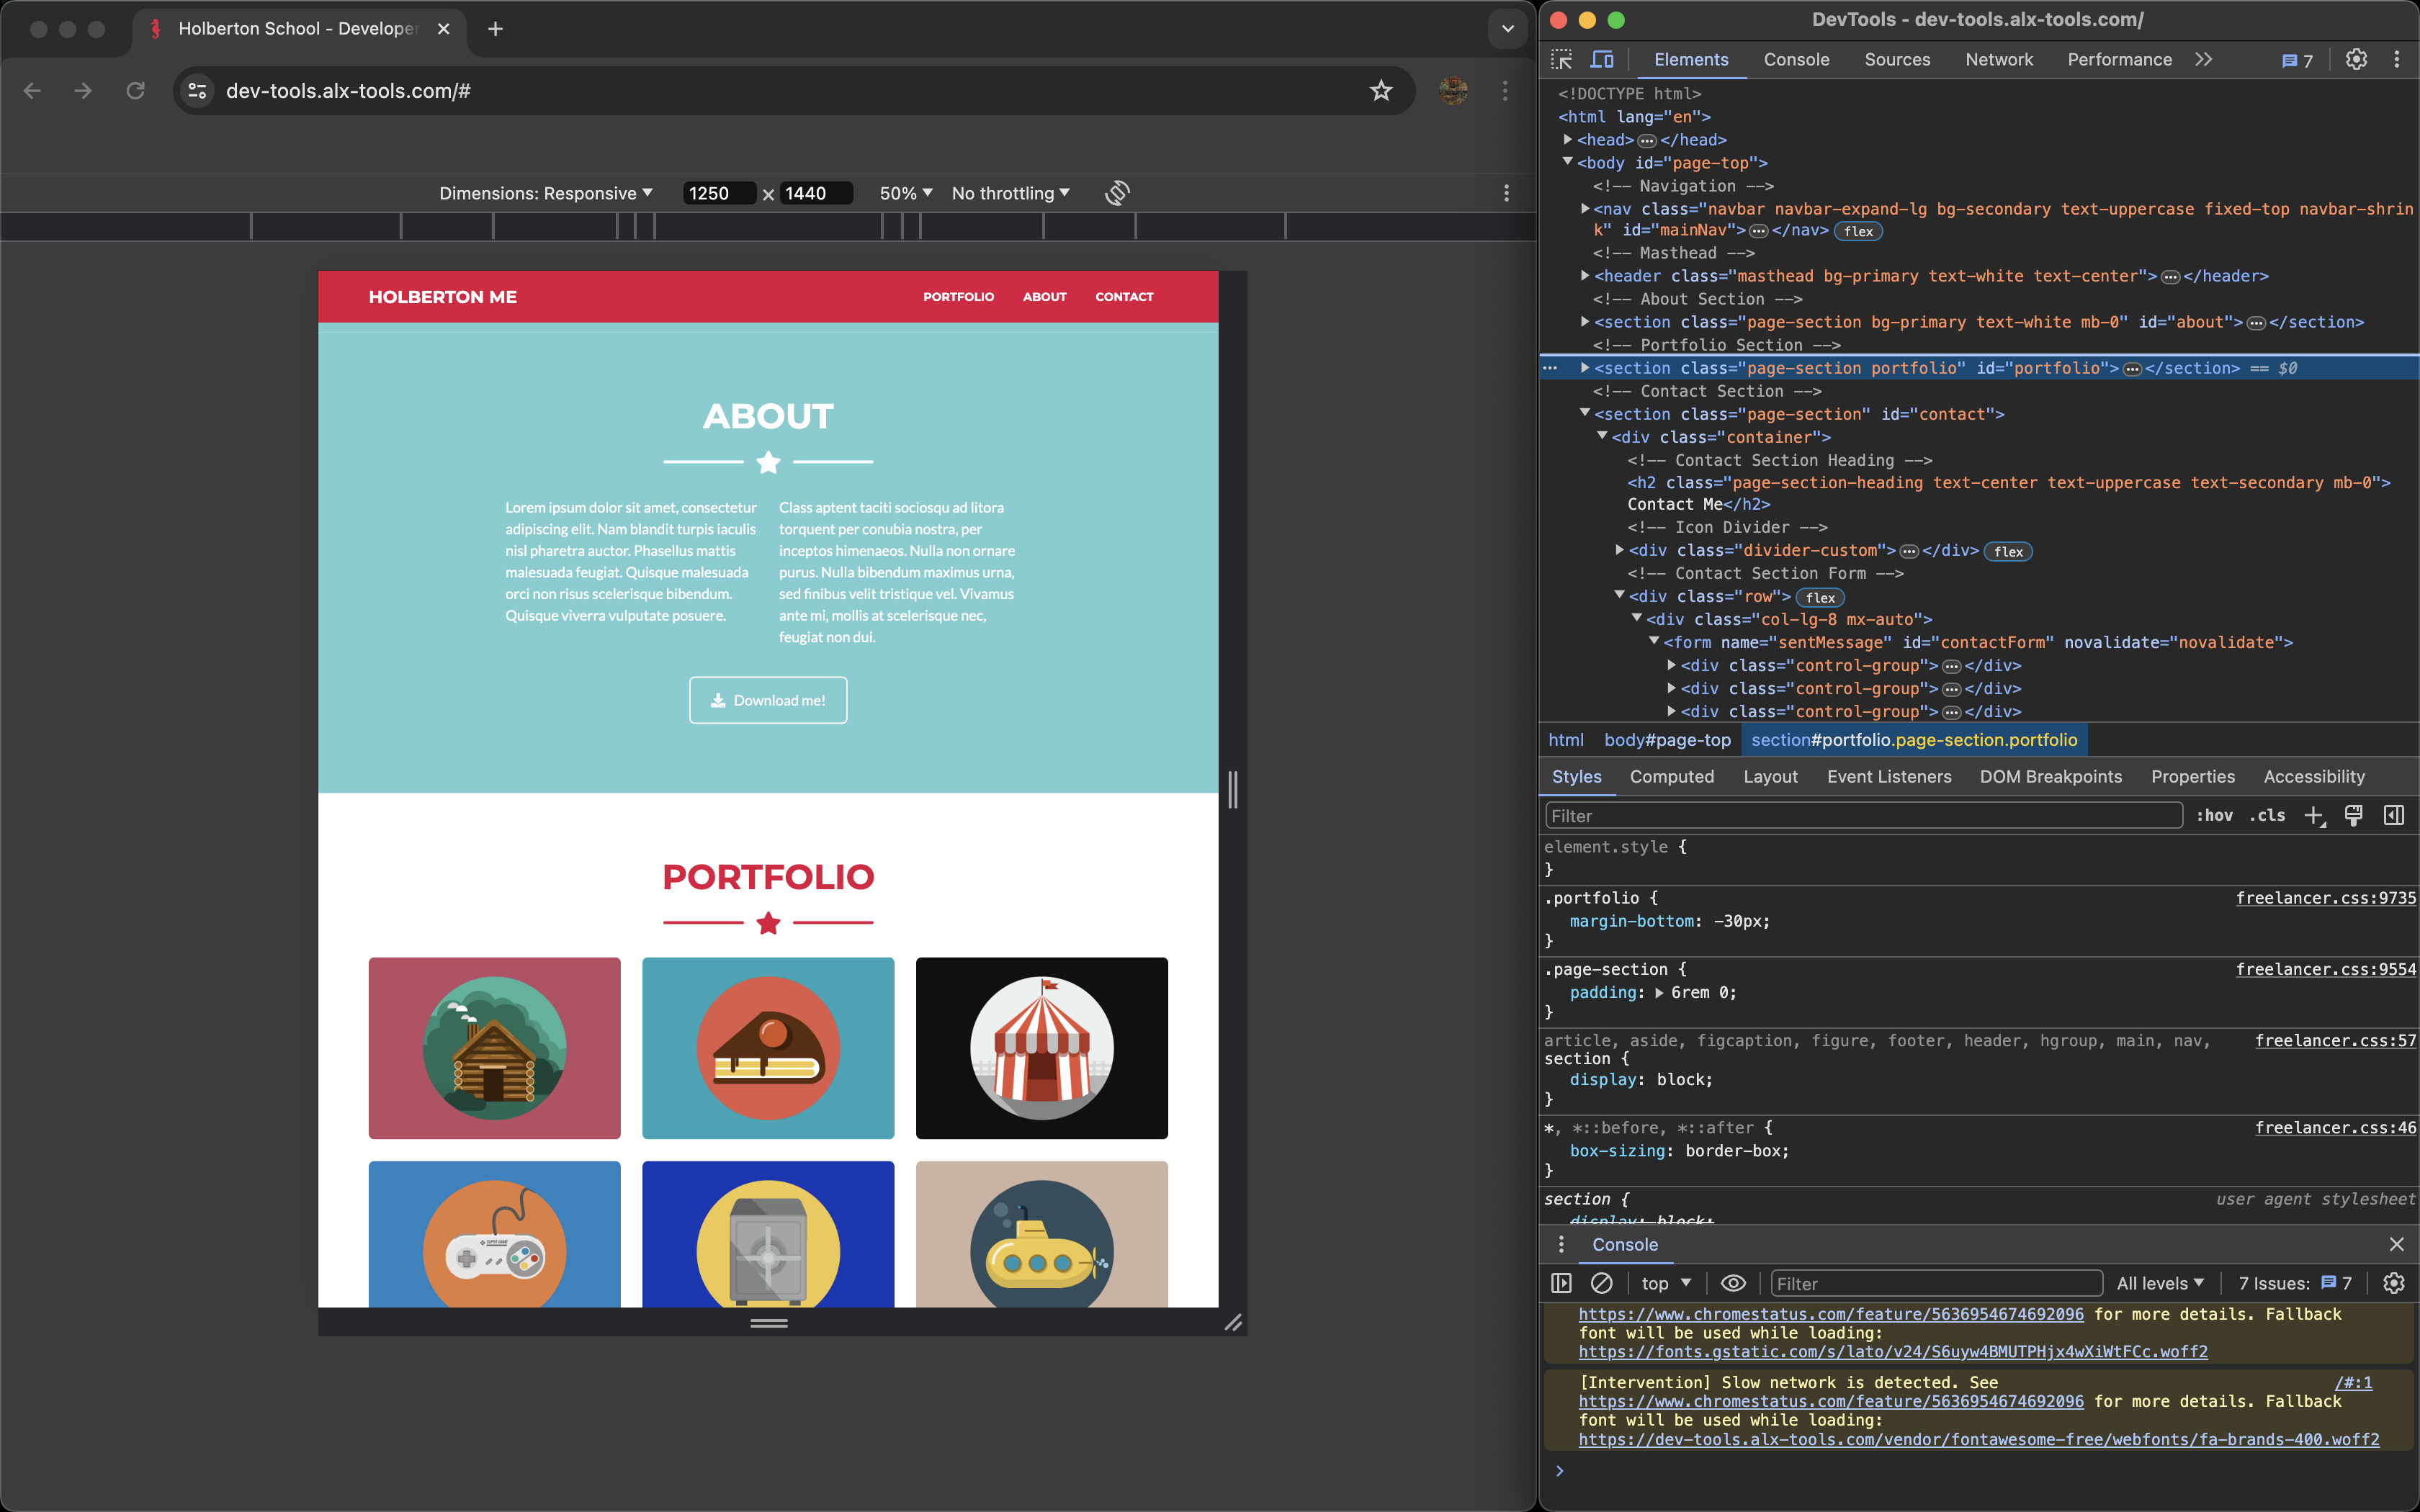 Holberton School - Developer
dev-tools.alx-tools.com/#
Dimensions: Responsive 1250 x 1440 50% No throttling
HOLBERTON ME PORTFOLIO ABOUT CONTACT
ABOUT
Lorem ipsum dolor sit amet, consectetur
adipiscing elit. Nam blandit turpis iaculis
nisl pharetra auctor. Phasellus mattis
malesuada feugiat. Quisque malesuada
orci non risus scelerisque bibendum.
Quisque viverra vulputate posuere.
Class aptent taciti sociosqu ad litora
torquent per conubia nostra, per
inceptos himenaeos. Nulla non ornare
purus. Nulla bibendum maximus urna,
sed finibus velit tristique vel. Vivamus
ante mi, mollis at scelerisque nec,
feugiat non dui.
Download me!
PORTFOLIO
DevTools - dev-tools.alx-tools.com/
Elements Console Sources Network Performance 7
<!DOCTYPE html>
<html lang="en">
<head>…</head>
<body id="page-top">
<!-- Navigation -->
<nav class="navbar navbar-expand-lg bg-secondary text-uppercase fixed-top navbar-shrin
k" id="mainNav">…</nav> flex
<!-- Masthead -->
<header class="masthead bg-primary text-white text-center">…</header>
<!-- About Section -->
<section class="page-section bg-primary text-white mb-0" id="about">…</section>
<!-- Portfolio Section -->
<section class="page-section portfolio" id="portfolio">…</section> == $0
<!-- Contact Section -->
<section class="page-section" id="contact">
<div class="container">
<!-- Contact Section Heading -->
<h2 class="page-section-heading text-center text-uppercase text-secondary mb-0">
Contact Me</h2>
<!-- Icon Divider -->
<div class="divider-custom">…</div> flex
<!-- Contact Section Form -->
<div class="row"> flex
<div class="col-lg-8 mx-auto">
<form name="sentMessage" id="contactForm" novalidate="novalidate">
<div class="control-group">…</div>
<div class="control-group">…</div>
<div class="control-group">…</div>
html body#page-top section#portfolio.page-section.portfolio
Styles Computed Layout Event Listeners DOM Breakpoints Properties Accessibility
Filter :hov .cls
element.style {
}
.portfolio { freelancer.css:9735
margin-bottom: -30px;
}
.page-section { freelancer.css:9554
padding: 6rem 0;
}
article, aside, figcaption, figure, footer, header, hgroup, main, nav, freelancer.css:57
section {
display: block;
}
*, *::before, *::after { freelancer.css:46
box-sizing: border-box;
}
section { user agent stylesheet
display: block;
Console
top Filter All levels 7 Issues: 7
https://www.chromestatus.com/feature/5636954674692096 for more details. Fallback
font will be used while loading:
https://fonts.gstatic.com/s/lato/v24/S6uyw4BMUTPHjx4wXiWtFCc.woff2
[Intervention] Slow network is detected. See /#:1
https://www.chromestatus.com/feature/5636954674692096 for more details. Fallback
font will be used while loading:
https://dev-tools.alx-tools.com/vendor/fontawesome-free/webfonts/fa-brands-400.woff2